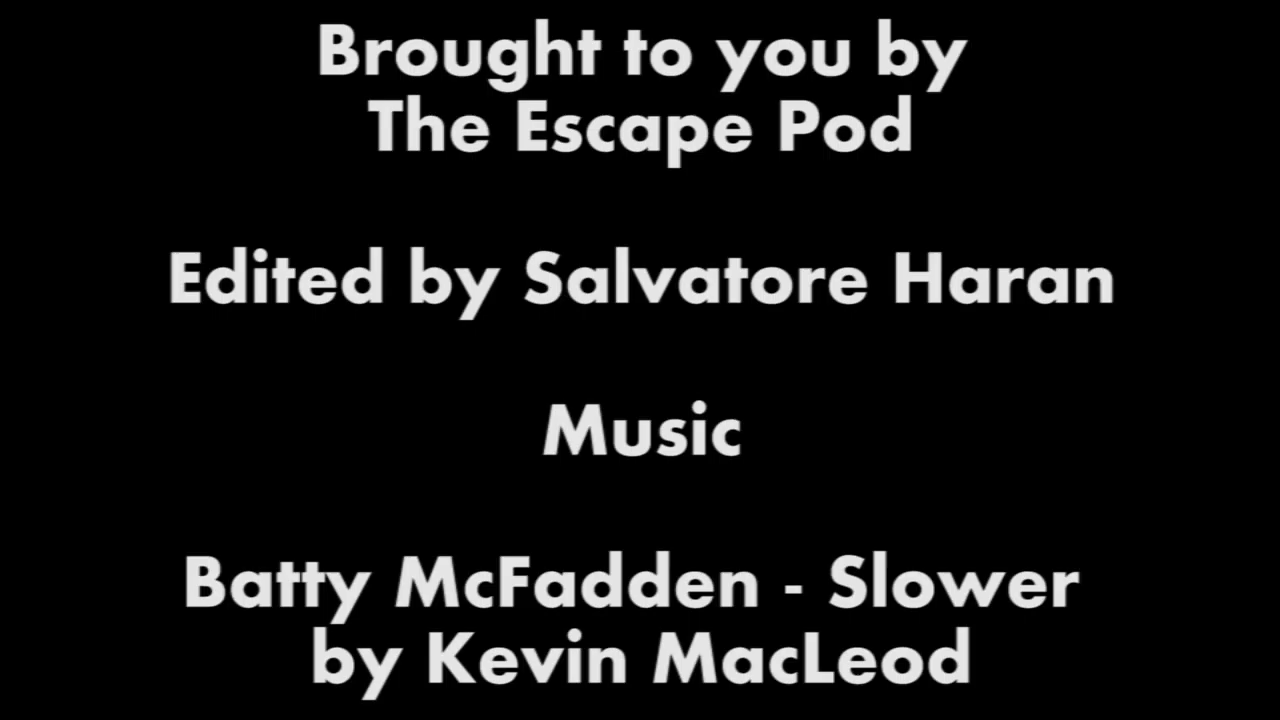 Brought to you by
The Escape Pod
Edited by Salvatore Haran
Music
Batty McFadden - Slower
by Kevin MacLeod